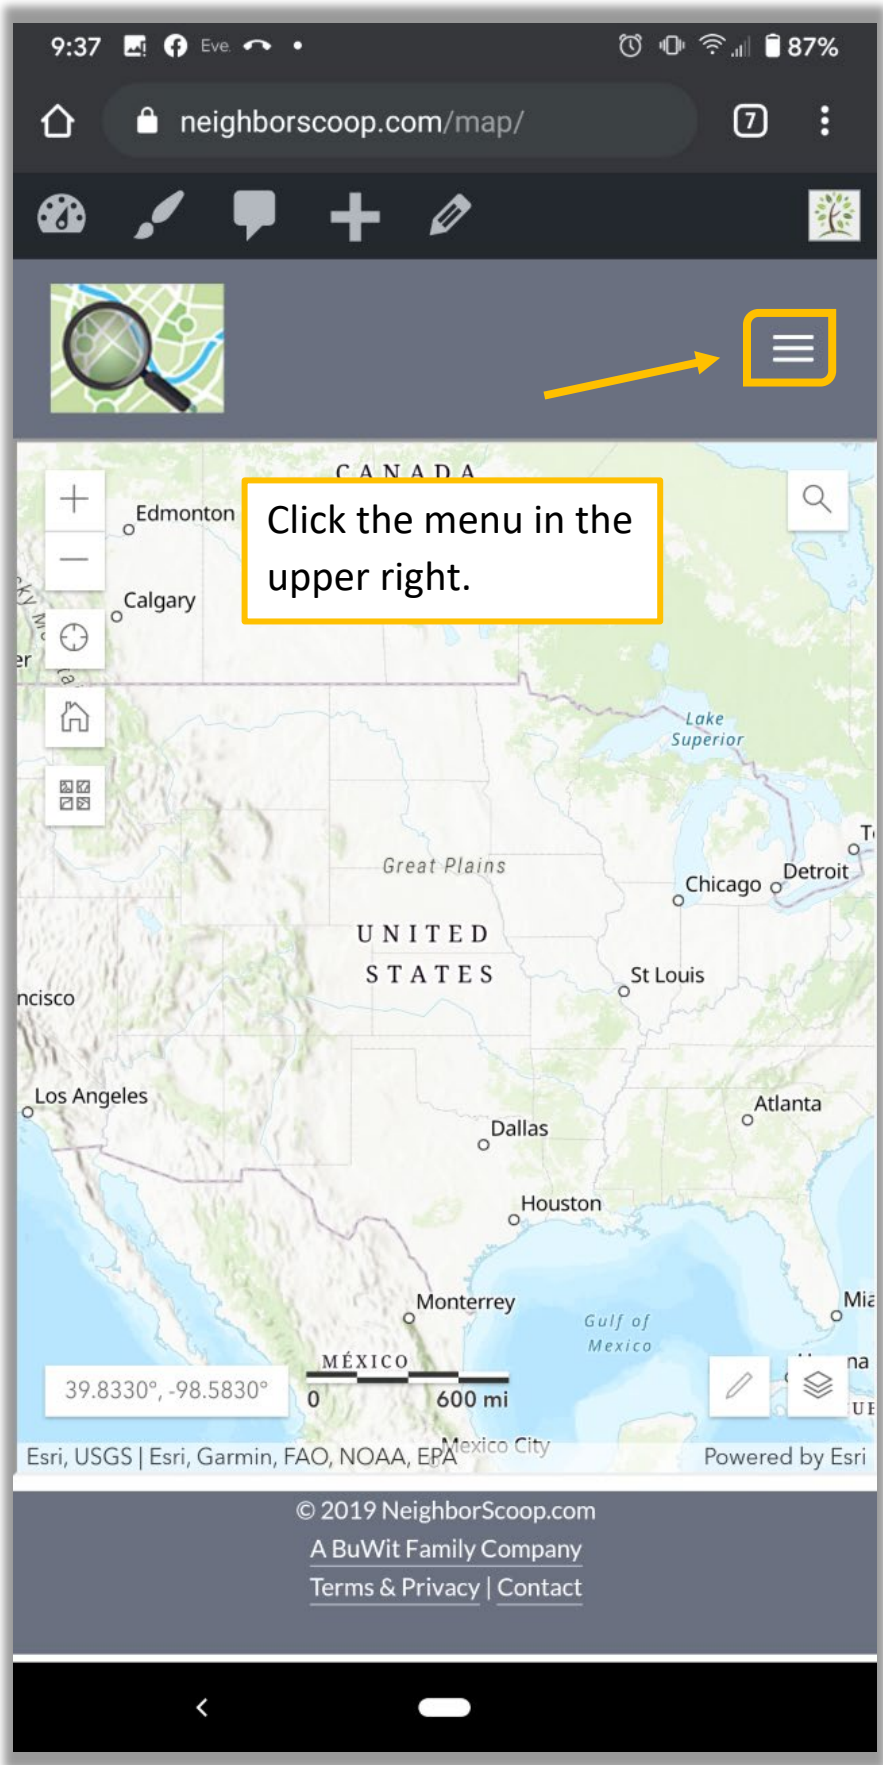 9:37 Eve. 87%
neighborscoop.com/map/
7
CANADA
Edmonton
Click the menu in the
upper right.
Calgary
er
Lake
Superior
Great Plains
Chicago
Detroit
UNITED
STATES
St Louis
ncisco
Los Angeles
Atlanta
Dallas
Houston
Monterrey
Mia
Gulf of
Mexico
MÉXICO
na
39.8330°, -98.5830°
0 600 mi
Mexico City
Esri, USGS | Esri, Garmin, FAO, NOAA, EPA
Powered by Esri
© 2019 NeighborScoop.com
A BuWit Family Company
Terms & Privacy | Contact